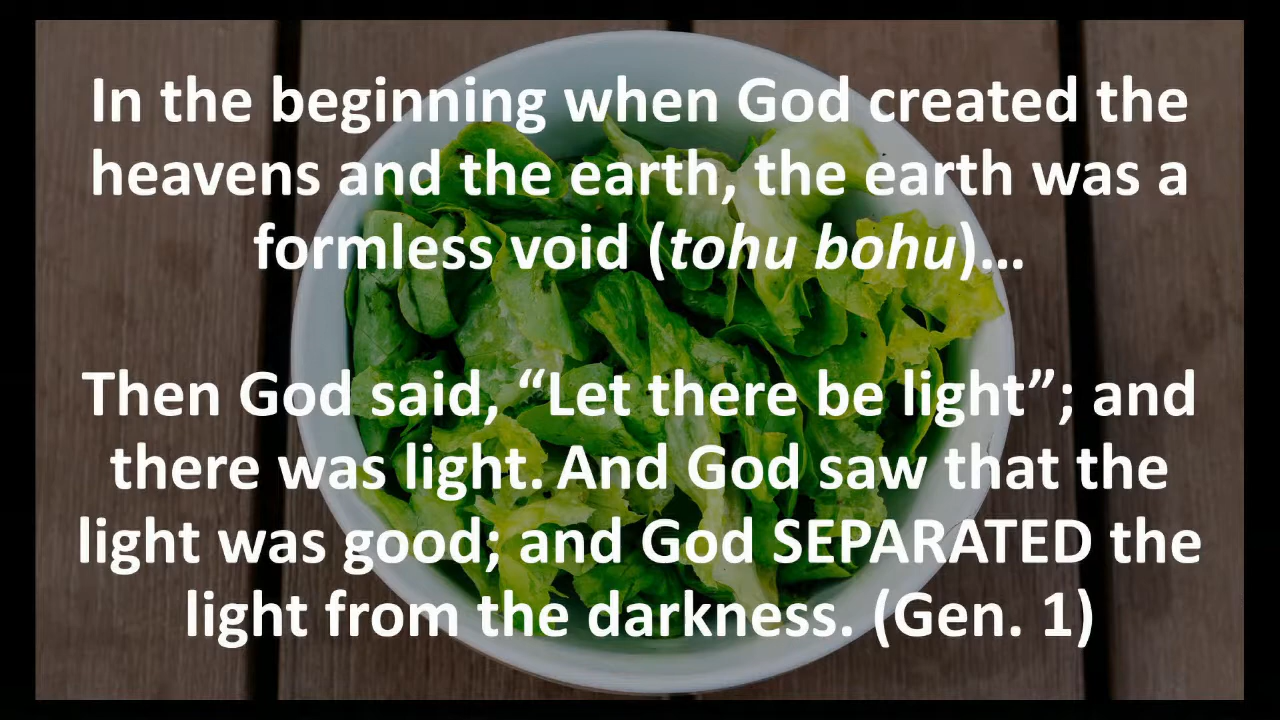 In the beginning when God created the
heavens and the earth, the earth was a
formless void (tohu bohu)…
Then God said, “Let there be light”; and
there was light. And God saw that the
light was good; and God SEPARATED the
light from the darkness. (Gen. 1)